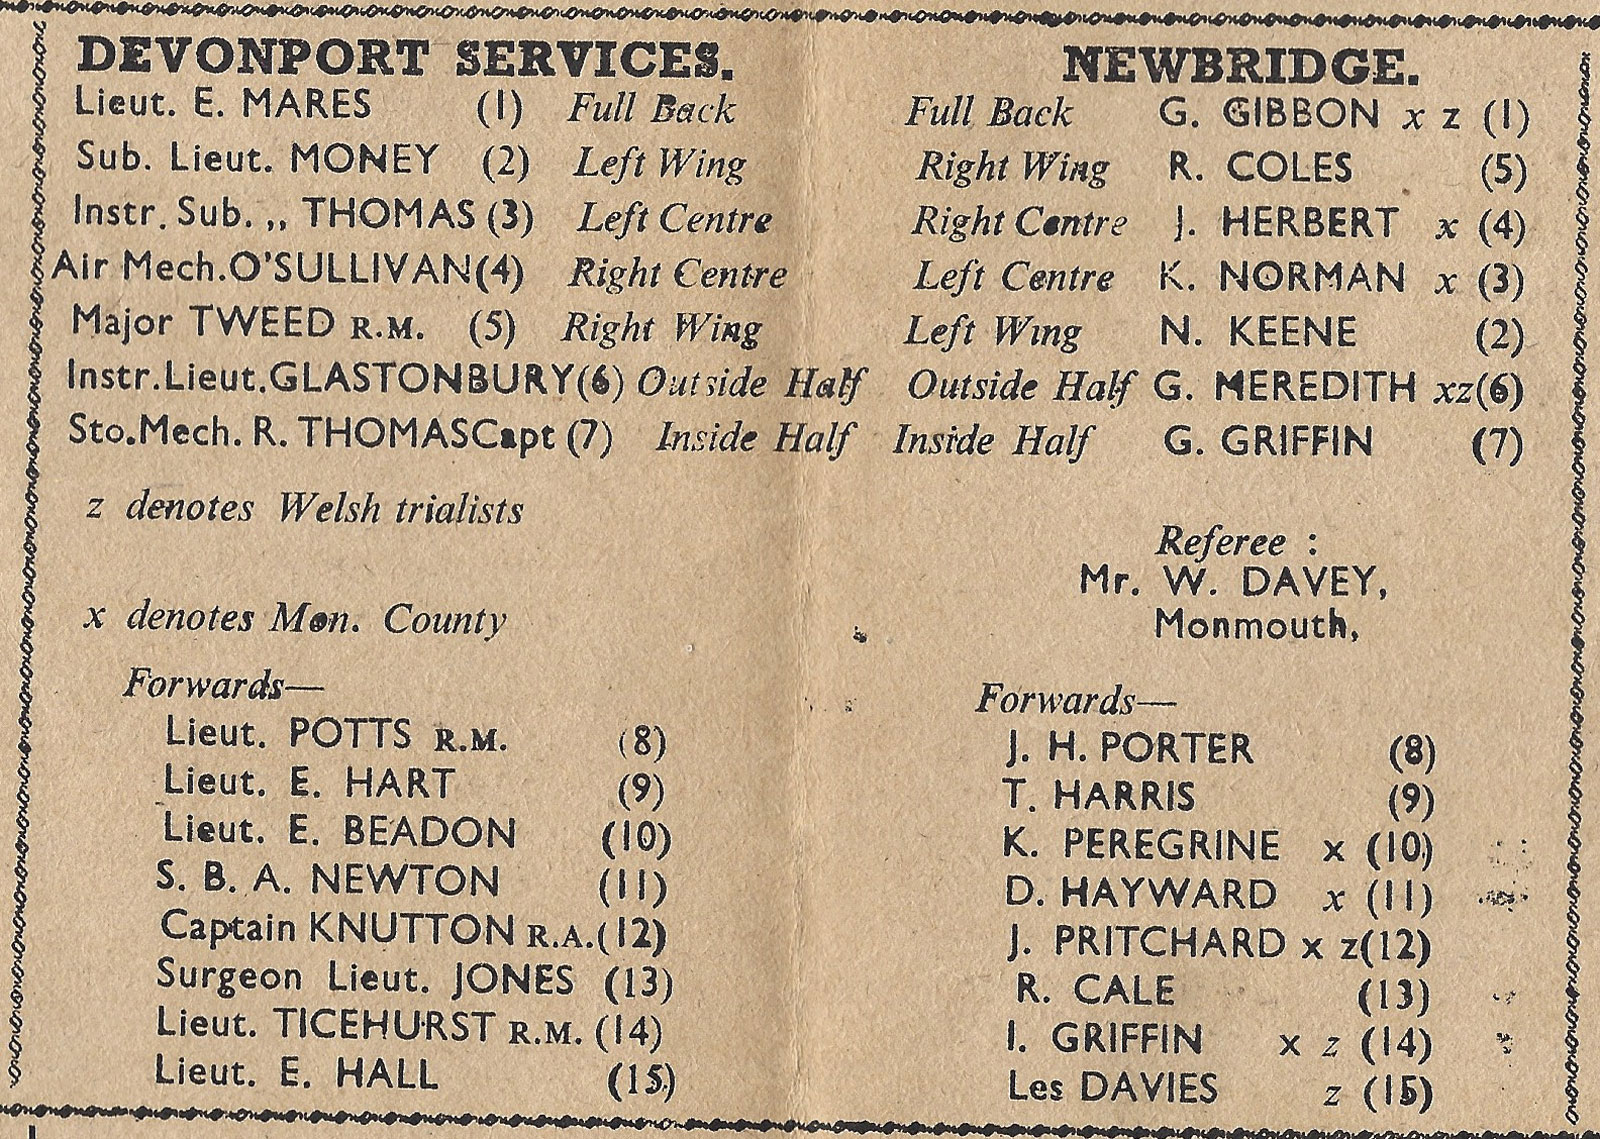 DEVONPORT SERVICES.
Lieut. E. MARES (1) Full Back
Sub. Lieut. MONEY (2) Left Wing
Instr. Sub. ,, THOMAS (3) Left Centre
Air Mech.O'SULLIVAN(4) Right Centre
Major TWEED R.M. (5) Right Wing
Instr.Lieut.GLASTONBURY(6) Outside Half
Sto.Mech. R. THOMASCapt (7) Inside Half
z denotes Welsh trialists
x denotes Mon. County
Forwards—
Lieut. POTTS R.M. (8)
Lieut. E. HART (9)
Lieut. E. BEADON (10)
S. B. A. NEWTON (11)
Captain KNUTTON R.A.(12)
Surgeon Lieut. JONES (13)
Lieut. TICEHURST R.M. (14)
Lieut. E. HALL (15)
NEWBRIDGE.
Full Back G. GIBBON x z (1)
Right Wing R. COLES (5)
Right Centre J. HERBERT x (4)
Left Centre K. NORMAN x (3)
Left Wing N. KEENE (2)
Outside Half G. MEREDITH xz(6)
Inside Half G. GRIFFIN (7)
Referee :
Mr. W. DAVEY,
Monmouth,
Forwards—
J. H. PORTER (8)
T. HARRIS (9)
K. PEREGRINE x (10)
D. HAYWARD x (11)
J. PRITCHARD x z(12)
R. CALE (13)
I. GRIFFIN x z (14)
Les DAVIES z (15)